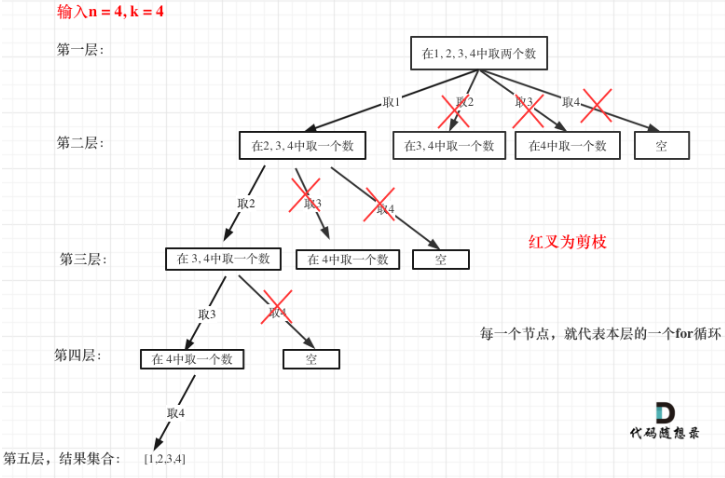 输入n = 4, k = 4
第一层：
在1, 2, 3, 4中取两个数
取1
取2
取3
取4
第二层：
在2, 3, 4中取一个数
在3, 4中取一个数
在4中取一个数
空
取2
取3
取4
红叉为剪枝
第三层：
在 3, 4中取一个数
在 4中取一个数
空
取3
取4
每一个节点，就代表本层的一个for循环
第四层：
在 4中取一个数
空
取4
代码随想录
第五层，结果集合：
[1,2,3,4]